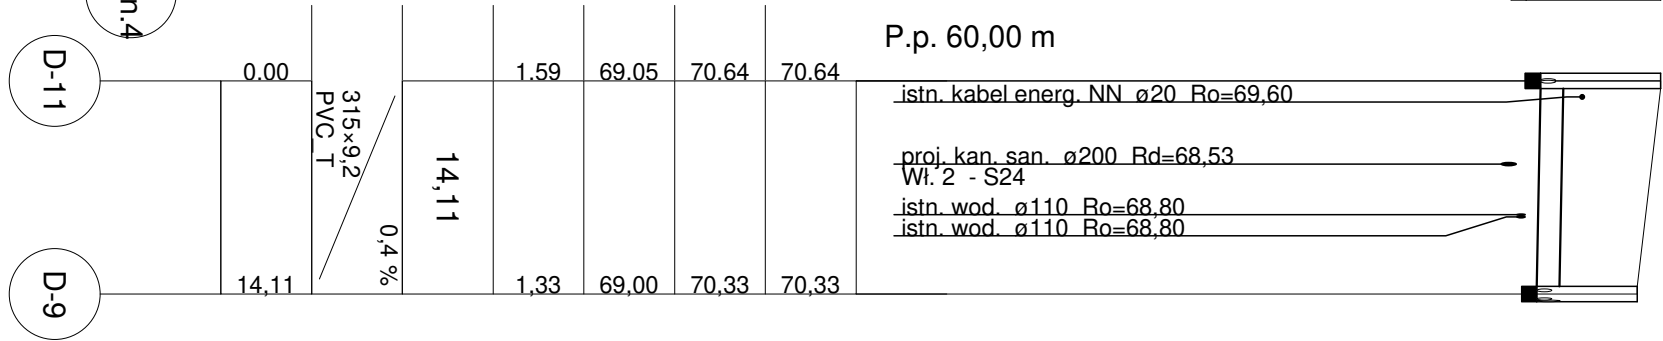 n.4
P.p. 60,00 m
D-11
0.00
1.59 69.05 70.64 70.64
istn. kabel energ. NN ø20 Ro=69,60
315×9,2
PVC_T
14,11
0,4 %
proj. kan. san. ø200 Rd=68,53
Wł. 2 - S24
istn. wod. ø110 Ro=68,80
istn. wod. ø110 Ro=68,80
D-9
14,11
1,33 69,00 70,33 70,33